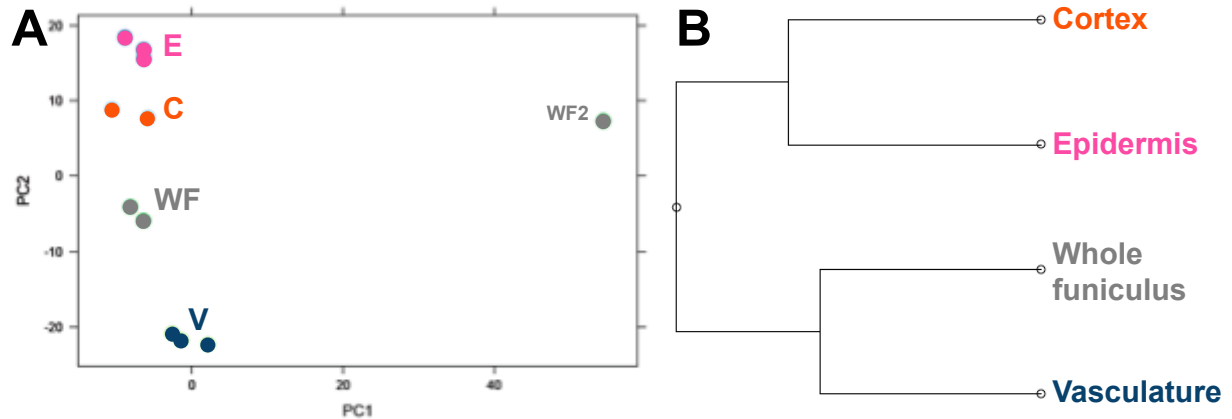 A
B
20
10
0
-10
-20
0
20
40
PC2
PC1
E
C
WF
WF2
V
Cortex
Epidermis
Whole
funiculus
Vasculature